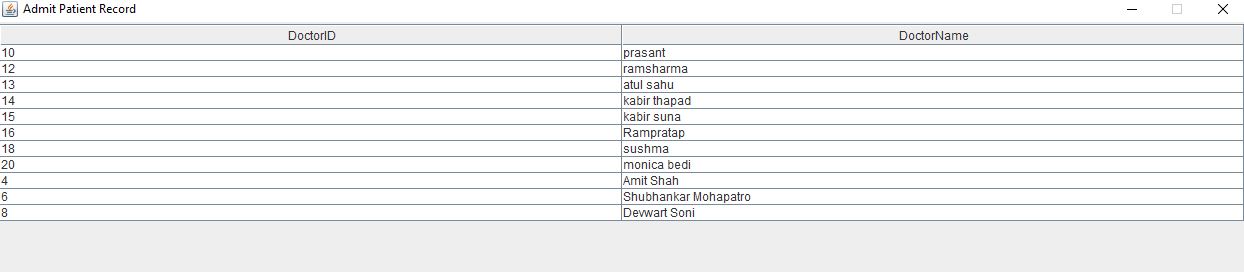 Admit Patient Record
DoctorID DoctorName
10 prasant
12 ramsharma
13 atul sahu
14 kabir thapad
15 kabir suna
16 Rampratap
18 sushma
20 monica bedi
4 Amit Shah
6 Shubhankar Mohapatro
8 Devwart Soni